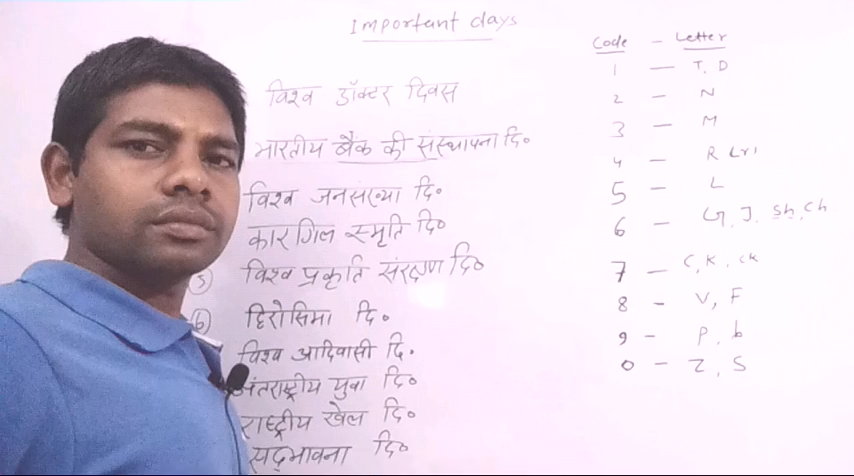 Important days
विश्व डॉक्टर दिवस
भारतीय बैंक की संस्थापना दि०
विश्व जनसंख्या दि०
कारगिल स्मृति दि०
5 विश्व प्रकृति संरक्षण दि०
6 हिरोसिमा दि०
विश्व आदिवासी दि.
अंतराष्ट्रीय युवा दि०
राष्ट्रीय खेल दि०
सद्भावना दि०
Code - Letter
1 - T, D
2 - N
3 - M
4 - R
5 - L
6 - G, J, Sh, Ch
7 - C, K, ck
8 - V, F
9 - P, b
0 - Z, S